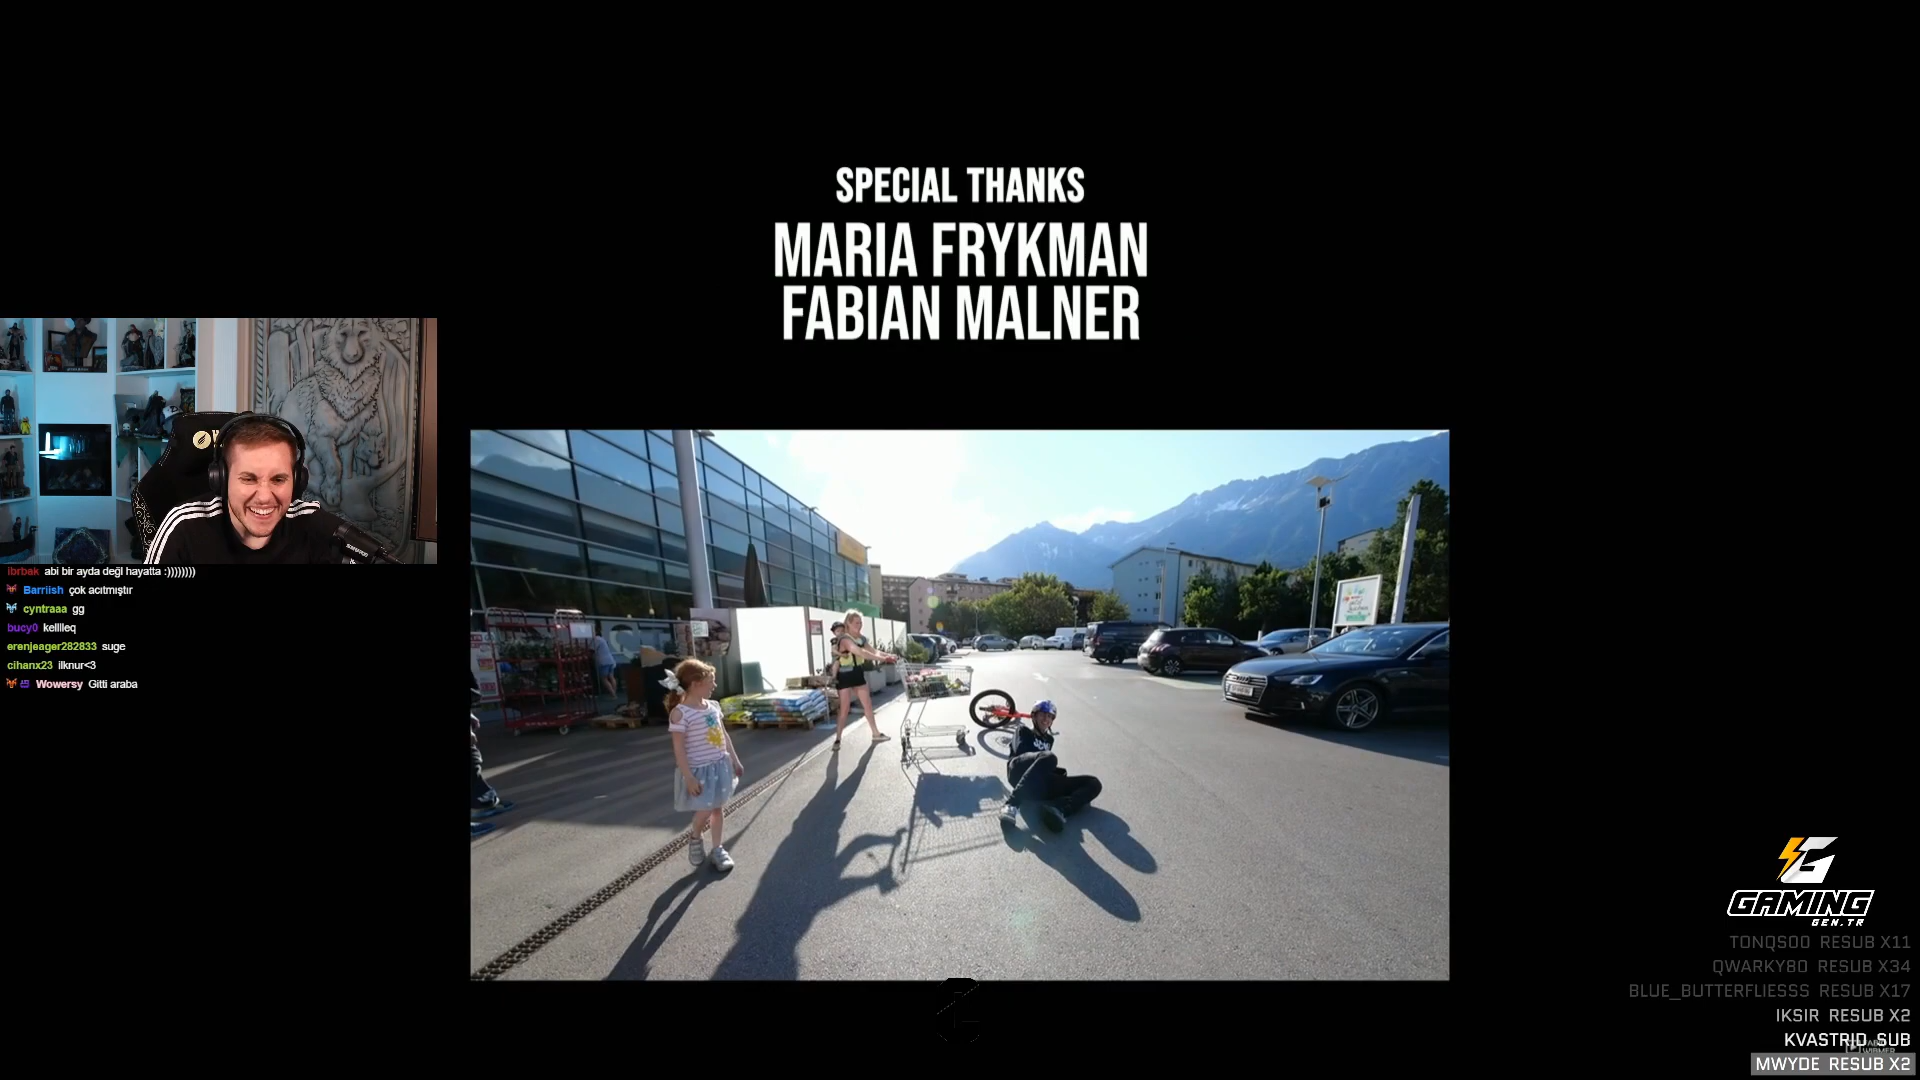 SPECIAL THANKS
MARIA FRYKMAN
FABIAN MALNER
ibrbak abi bir ayda değl hayatta :))))))))
Barriish çok acıtmıştır
cyntraaa gg
bucy0 kellleq
erenjeager282833 suge
cihanx23 ilknur<3
Wowersy Gitti araba
GAMING
GEN.TR
TONQSOO RESUB X11
QWARKY80 RESUB X34
BLUE_BUTTERFLIESSS RESUB X17
IKSIR RESUB X2
KVASTRID SUB
MWYDE RESUB X2